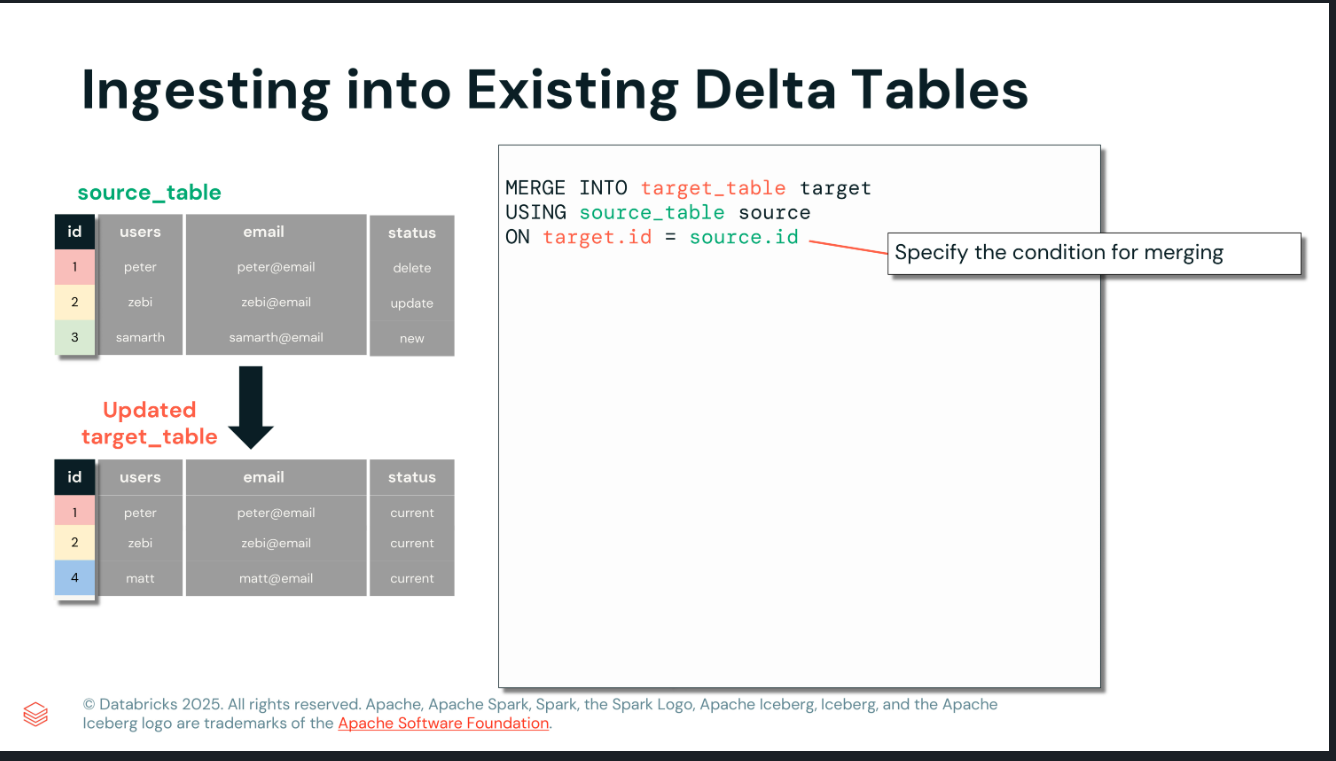 Ingesting into Existing Delta Tables
source_table
id users email status
1 peter peter@email delete
2 zebi zebi@email update
3 samarth samarth@email new
Updated
target_table
id users email status
1 peter peter@email current
2 zebi zebi@email current
4 matt matt@email current
MERGE INTO target_table target
USING source_table source
ON target.id = source.id
Specify the condition for merging
© Databricks 2025. All rights reserved. Apache, Apache Spark, Spark, the Spark Logo, Apache Iceberg, Iceberg, and the Apache
Iceberg logo are trademarks of the Apache Software Foundation.